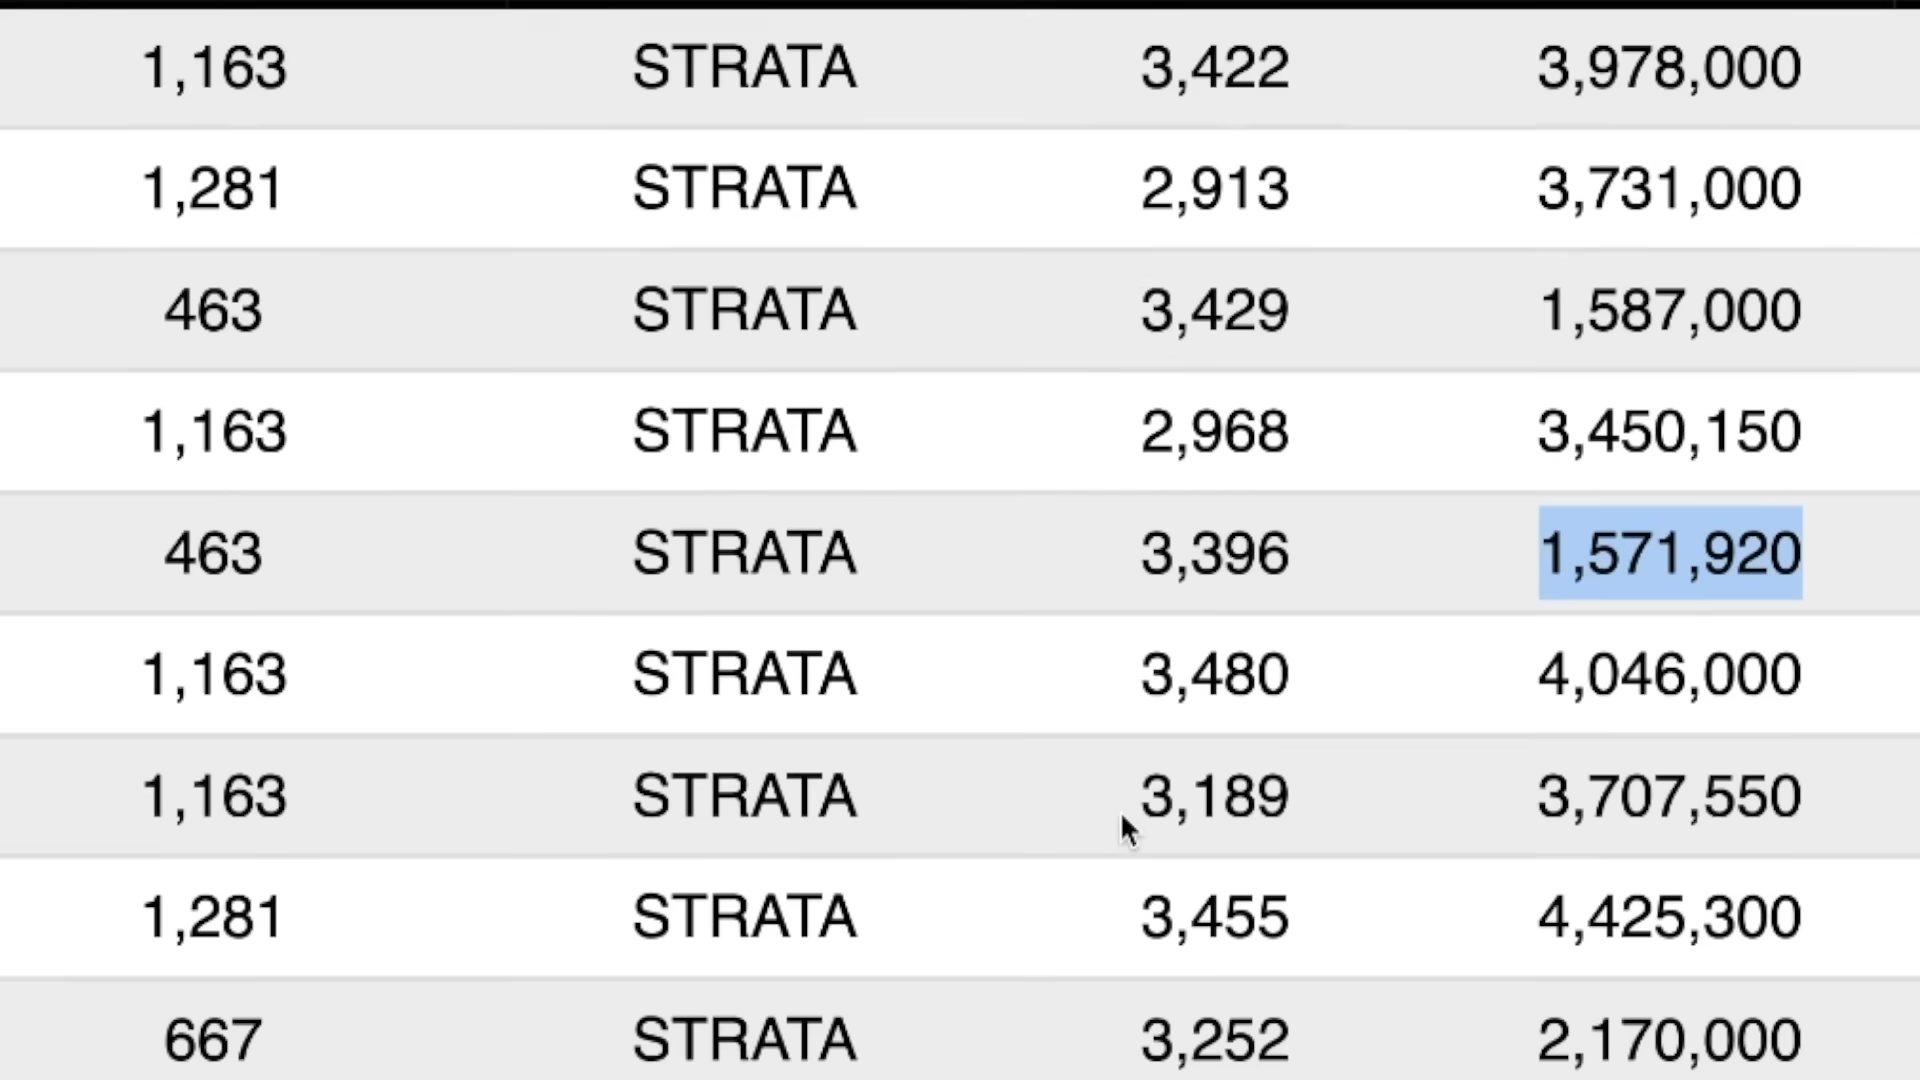 1,163 STRATA 3,422 3,978,000
1,281 STRATA 2,913 3,731,000
463 STRATA 3,429 1,587,000
1,163 STRATA 2,968 3,450,150
463 STRATA 3,396 1,571,920
1,163 STRATA 3,480 4,046,000
1,163 STRATA 3,189 3,707,550
1,281 STRATA 3,455 4,425,300
667 STRATA 3,252 2,170,000